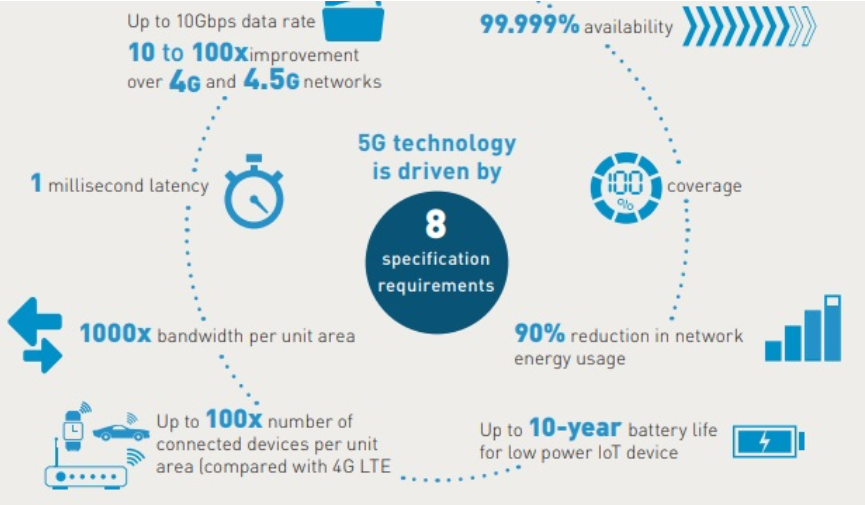 Up to 10Gbps data rate
10 to 100x improvement
over 4G and 4.5G networks
99.999% availability
5G technology
is driven by
8
specification
requirements
1 millisecond latency
100
%
coverage
1000x bandwidth per unit area
90% reduction in network
energy usage
Up to 100x number of
connected devices per unit
area (compared with 4G LTE
Up to 10-year battery life
for low power IoT device